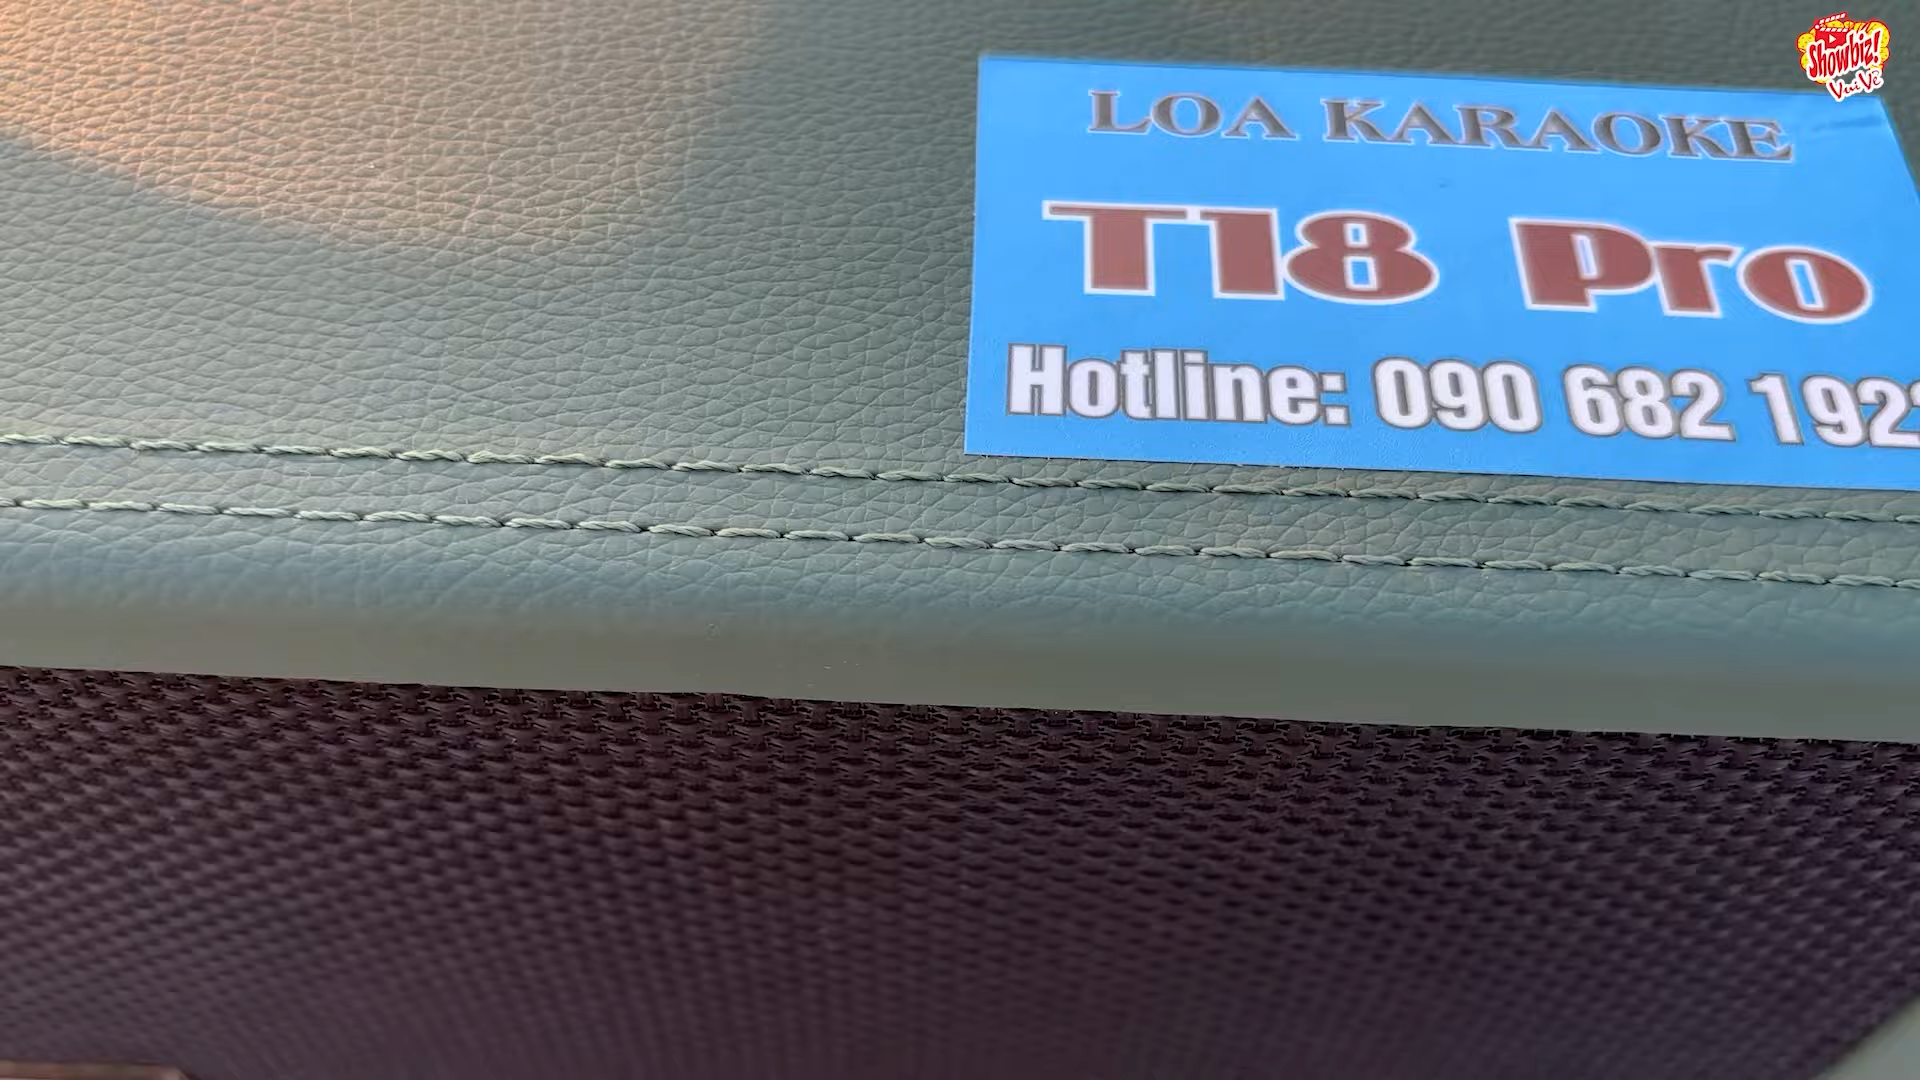 Showbiz!
Vui Vẻ
LOA KARAOKE
T18 Pro
Hotline: 090 682 192